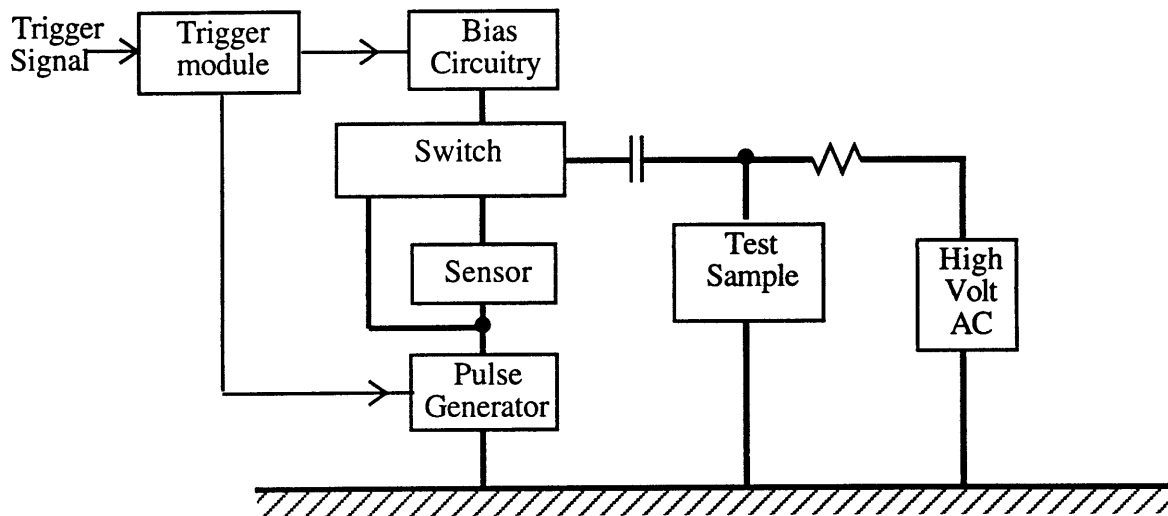 Trigger
Signal
Trigger
module
Bias
Circuitry
Switch
Sensor
Pulse
Generator
Test
Sample
High
Volt
AC